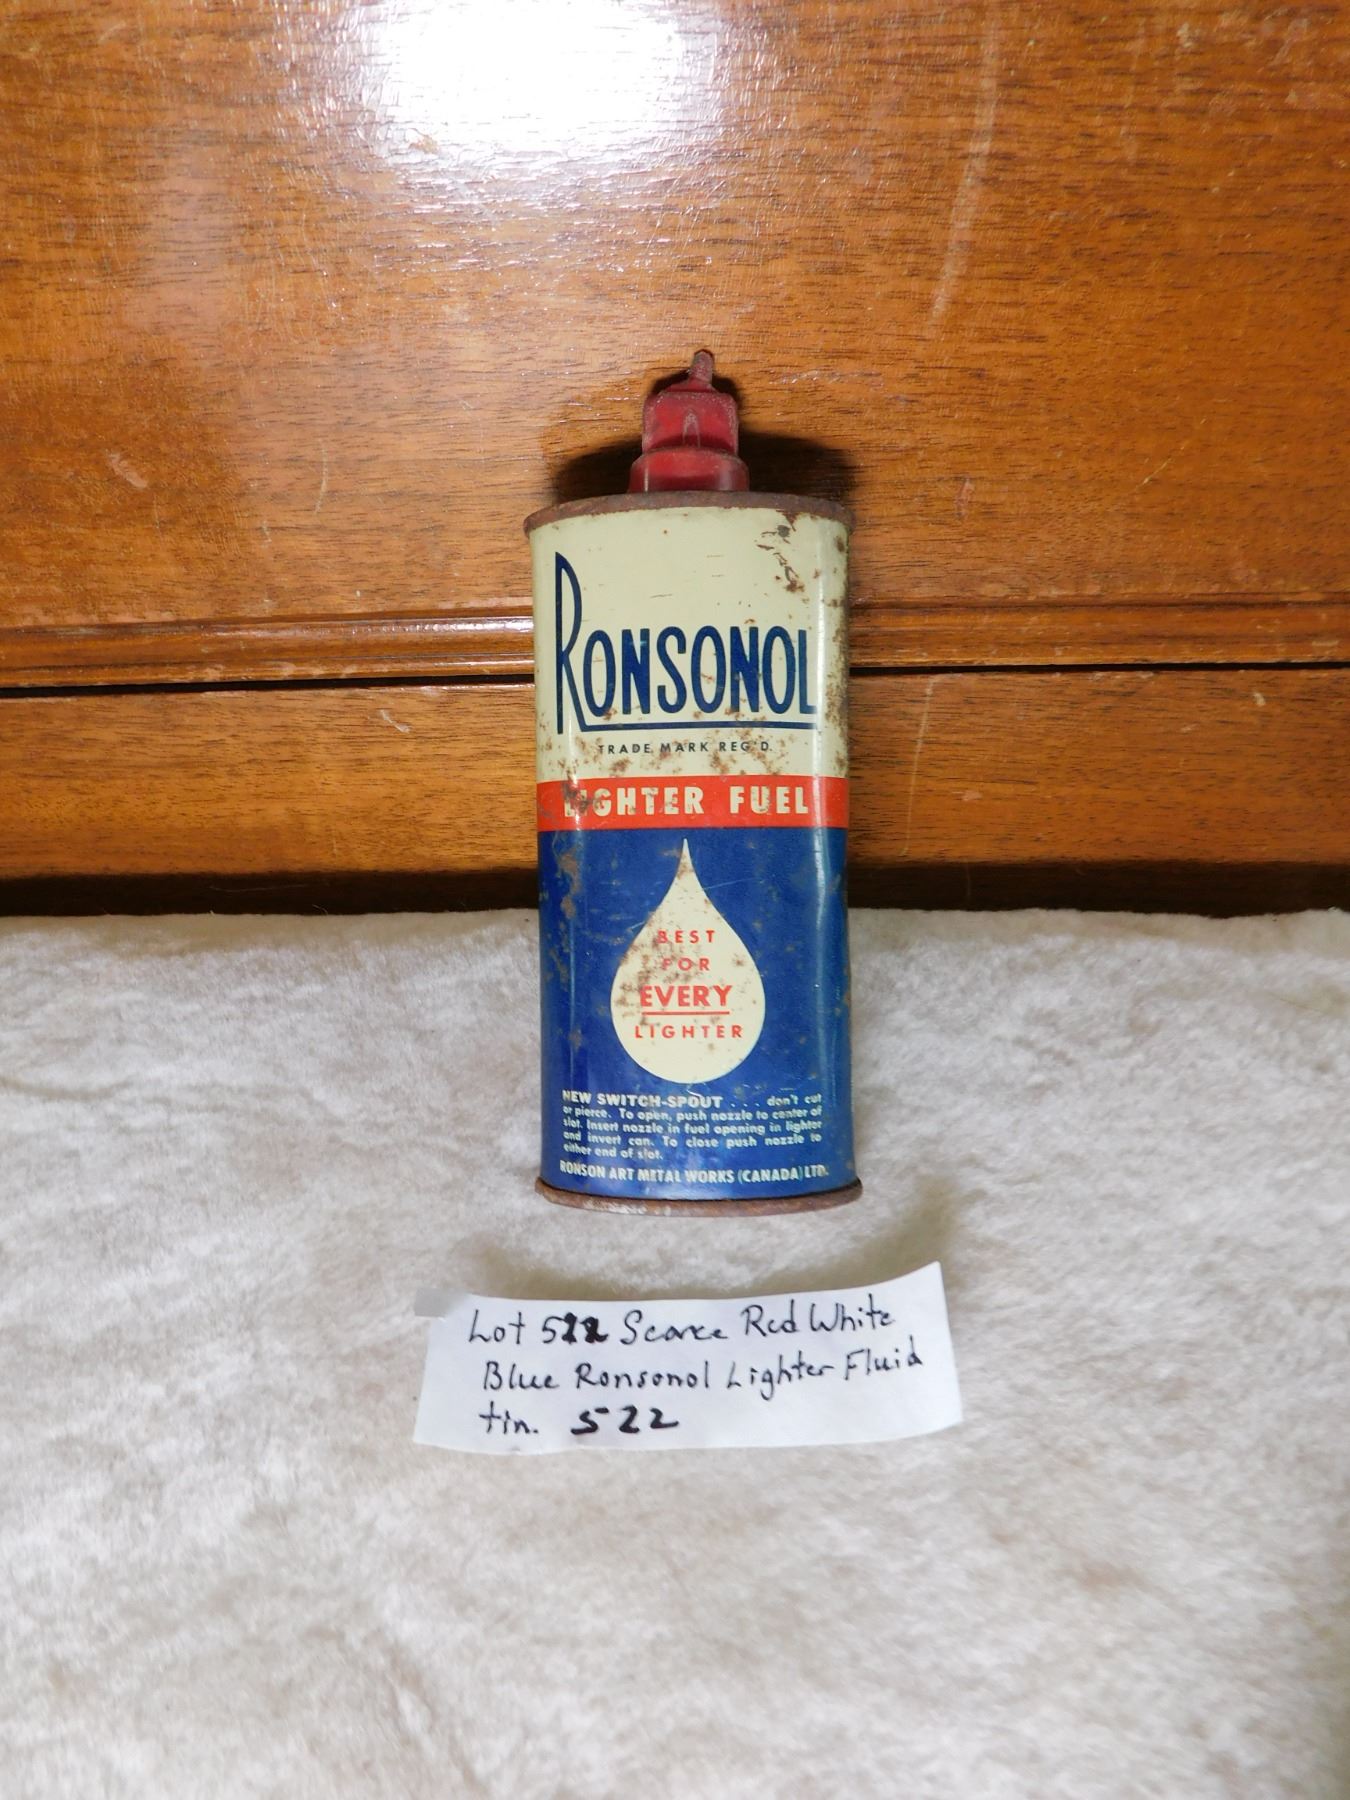 RONSONOL
TRADE MARK REG'D.
LIGHTER FUEL
BEST
FOR
EVERY
LIGHTER
NEW SWITCH-SPOUT . . . don't cut
or pierce. To open, push nozzle to center of
slot. Insert nozzle in fuel opening in lighter
and invert can. To close push nozzle to
either end of slot.
RONSON ART METAL WORKS (CANADA) LTD.
Lot 522 Scarce Red White
Blue Ronsonol Lighter Fluid
tin. 522